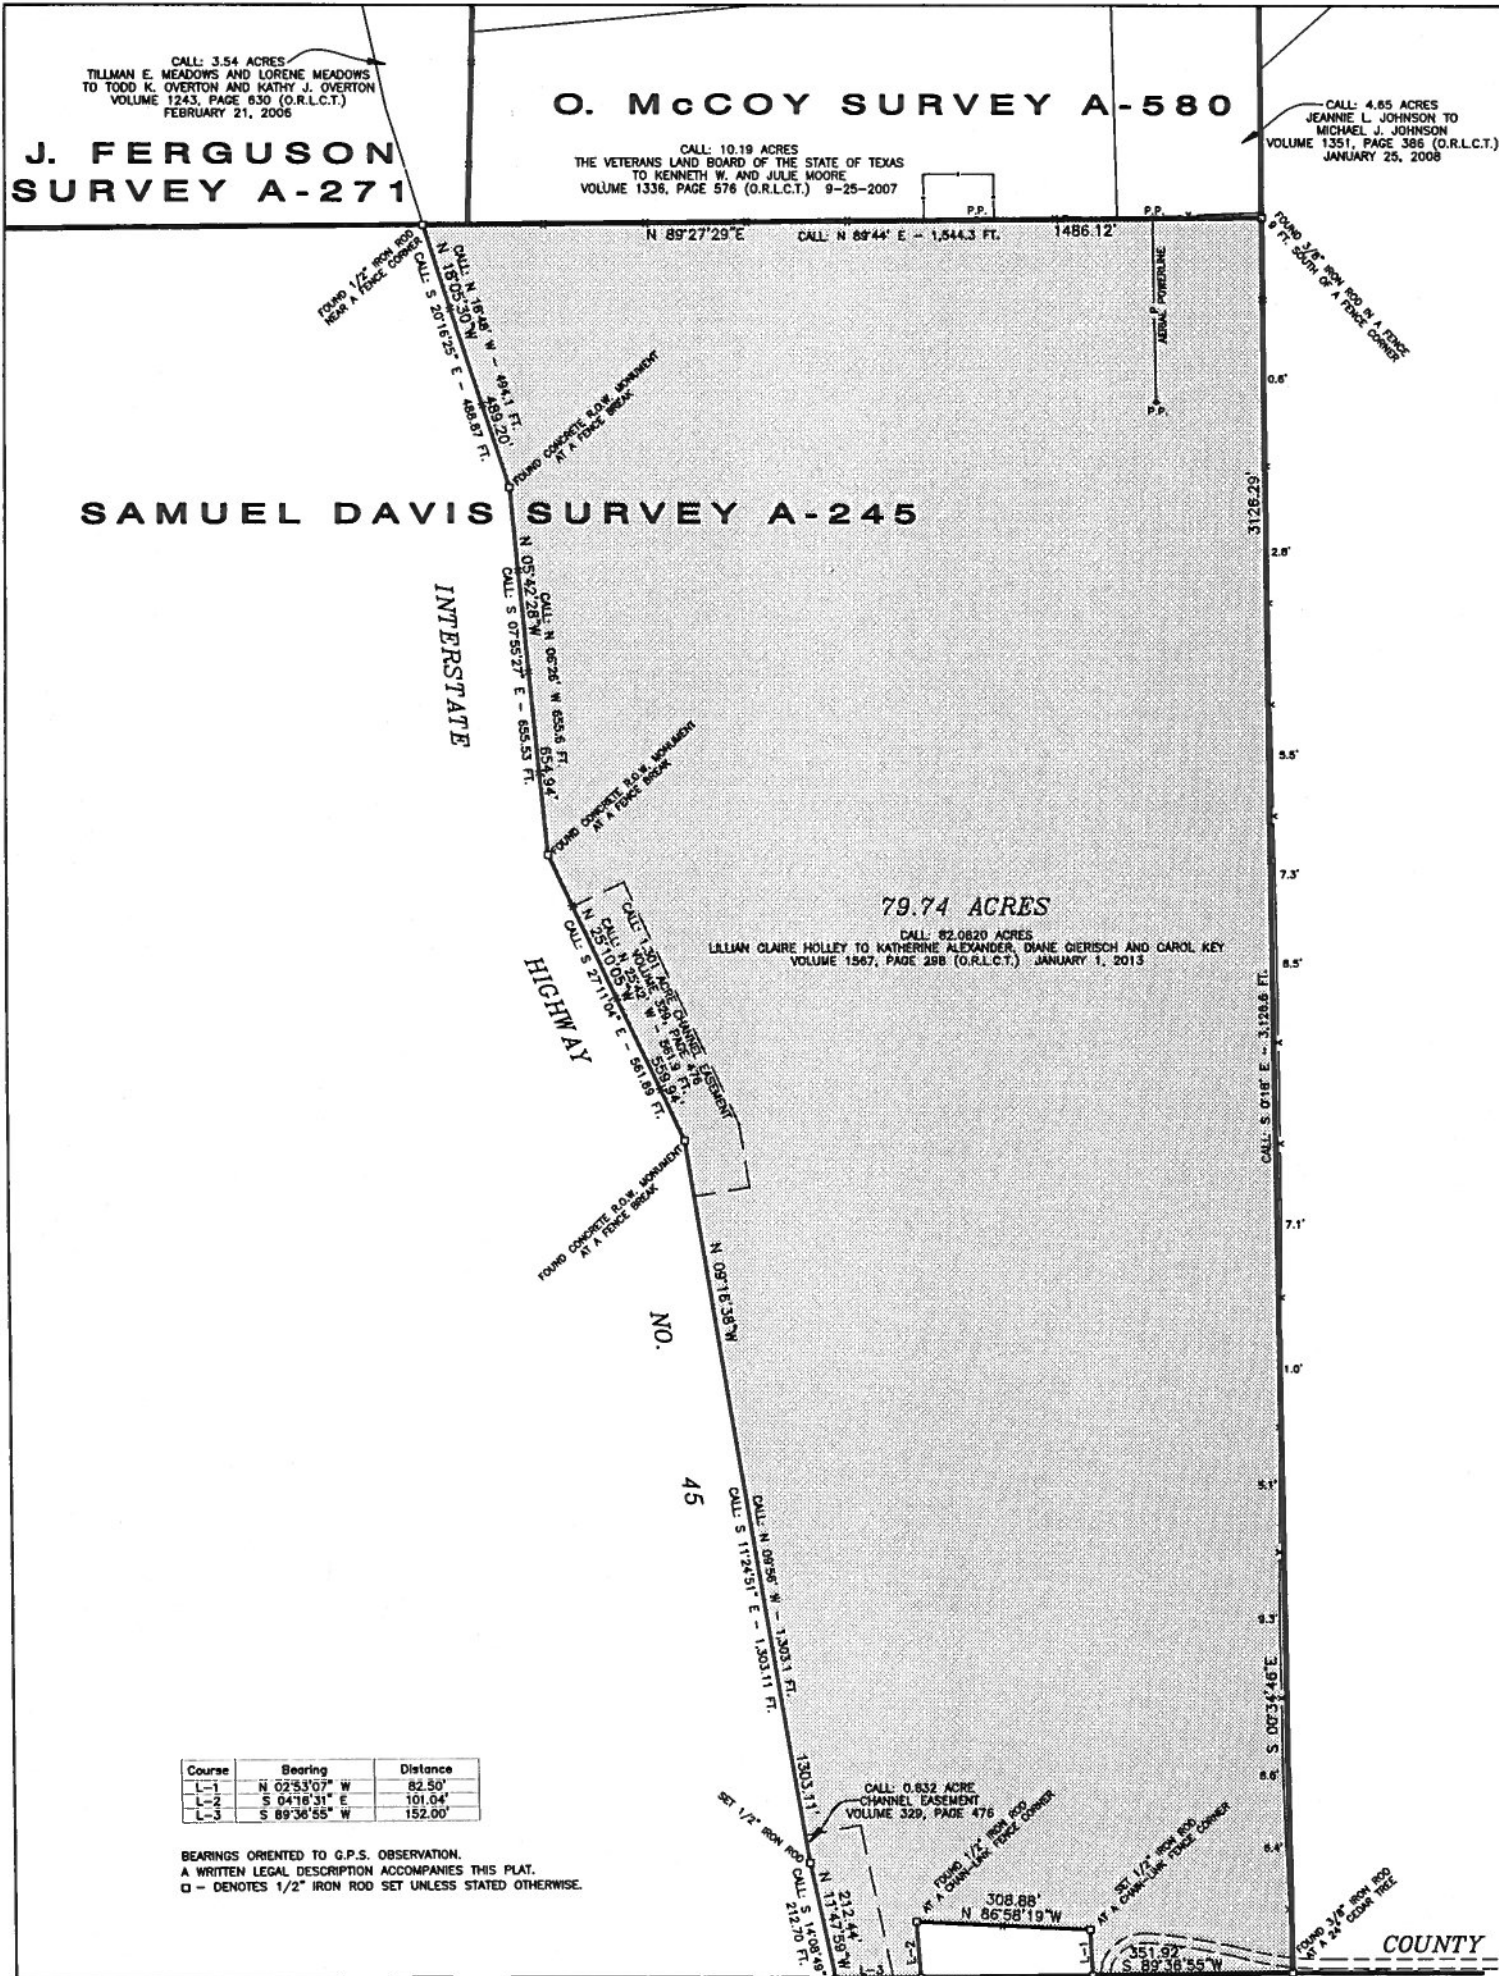 CALL: 3.54 ACRES
TILLMAN E. MEADOWS AND LORENE MEADOWS
TO TODD K. OVERTON AND KATHY J. OVERTON
VOLUME 1243, PAGE 630 (O.R.L.C.T.)
FEBRUARY 21, 2006
J. FERGUSON
SURVEY A-271
O. McCOY SURVEY A-580
CALL: 10.19 ACRES
THE VETERANS LAND BOARD OF THE STATE OF TEXAS
TO KENNETH W. AND JULIE MOORE
VOLUME 1336, PAGE 576 (O.R.L.C.T.) 9-25-2007
CALL: 4.65 ACRES
JEANNIE L. JOHNSON TO
MICHAEL J. JOHNSON
VOLUME 1351, PAGE 386 (O.R.L.C.T.)
JANUARY 25, 2008
P.P.
P.P.
N 89°27'29"E
CALL: N 89°44' E - 1,544.3 FT.
1486.12'
FOUND 1/2" IRON ROD
NEAR A FENCE CORNER
FOUND 3/8" IRON ROD IN A FENCE
9 FT. SOUTH OF A FENCE CORNER
CALL: N 18°48' W - 494.1 FT.
N 18°05'30"W
489.20'
CALL: S 20°16'25" E - 488.87 FT.
AERIAL POWERLINE
P
P.P.
0.6'
FOUND CONCRETE R.O.W. MONUMENT
AT A FENCE BREAK
SAMUEL DAVIS SURVEY A-245
3126.29'
2.8'
N 05°42'28"W
CALL: N 06°26' W 655.6 FT.
654.94'
CALL: S 07°55'27" E - 655.53 FT.
INTERSTATE
5.5'
FOUND CONCRETE R.O.W. MONUMENT
AT A FENCE BREAK
7.3'
79.74 ACRES
CALL: 82.0820 ACRES
LILLIAN CLAIRE HOLLEY TO KATHERINE ALEXANDER, DIANE GIERISCH AND CAROL KEY
VOLUME 1567, PAGE 298 (O.R.L.C.T.) JANUARY 1, 2013
CALL: 1.301 ACRE CHANNEL EASEMENT
VOLUME 329, PAGE 476
CALL: N 25°42' W - 561.9 FT.
N 25°10'05"W
559.94'
CALL: S 27°11'04" E - 561.89 FT.
HIGHWAY
6.5'
CALL: S 0°18' E - 3,128.6 FT.
FOUND CONCRETE R.O.W. MONUMENT
AT A FENCE BREAK
7.1'
N 09°16'38"W
NO.
1.0'
45
5.1'
CALL: N 09°56' W - 1,303.1 FT.
CALL: S 11°24'51" E - 1,303.11 FT.
9.3'
S 00°34'46"E
1303.11'
8.6'
Course Bearing Distance
L-1 N 02°53'07" W 82.50'
L-2 S 04°16'31" E 101.04'
L-3 S 89°36'55" W 152.00'
CALL: 0.832 ACRE
CHANNEL EASEMENT
VOLUME 329, PAGE 476
SET 1/2" IRON ROD
FOUND 1/2" IRON ROD
AT A CHAIN-LINK FENCE CORNER
SET 1/2" IRON ROD
AT A CHAIN-LINK FENCE CORNER
6.4'
BEARINGS ORIENTED TO G.P.S. OBSERVATION.
A WRITTEN LEGAL DESCRIPTION ACCOMPANIES THIS PLAT.
□ - DENOTES 1/2" IRON ROD SET UNLESS STATED OTHERWISE.
212.44'
N 11°47'59"W
CALL: S 14°08'49"
212.70 FT.
308.88'
N 86°58'19"W
FOUND 3/8" IRON ROD
AT A 24" CEDAR TREE
L-2
L-1
L-3
351.92
S 89°36'55"W
COUNTY